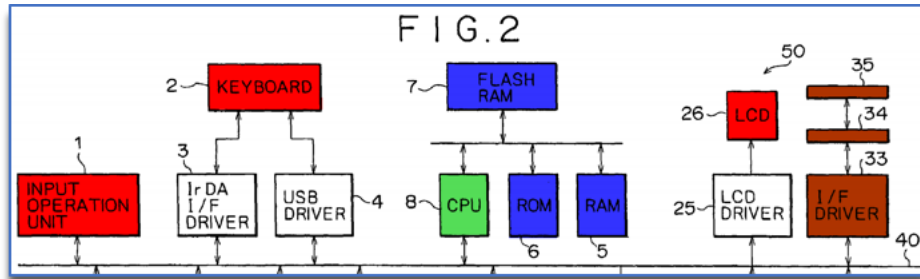 FIG.2
50
35
2
KEYBOARD
7
FLASH
RAM
26
LCD
34
1
3
33
INPUT
OPERATION
UNIT
IrDA
I/F
DRIVER
USB
DRIVER
4
8
CPU
ROM
RAM
25
LCD
DRIVER
I/F
DRIVER
6
5
40